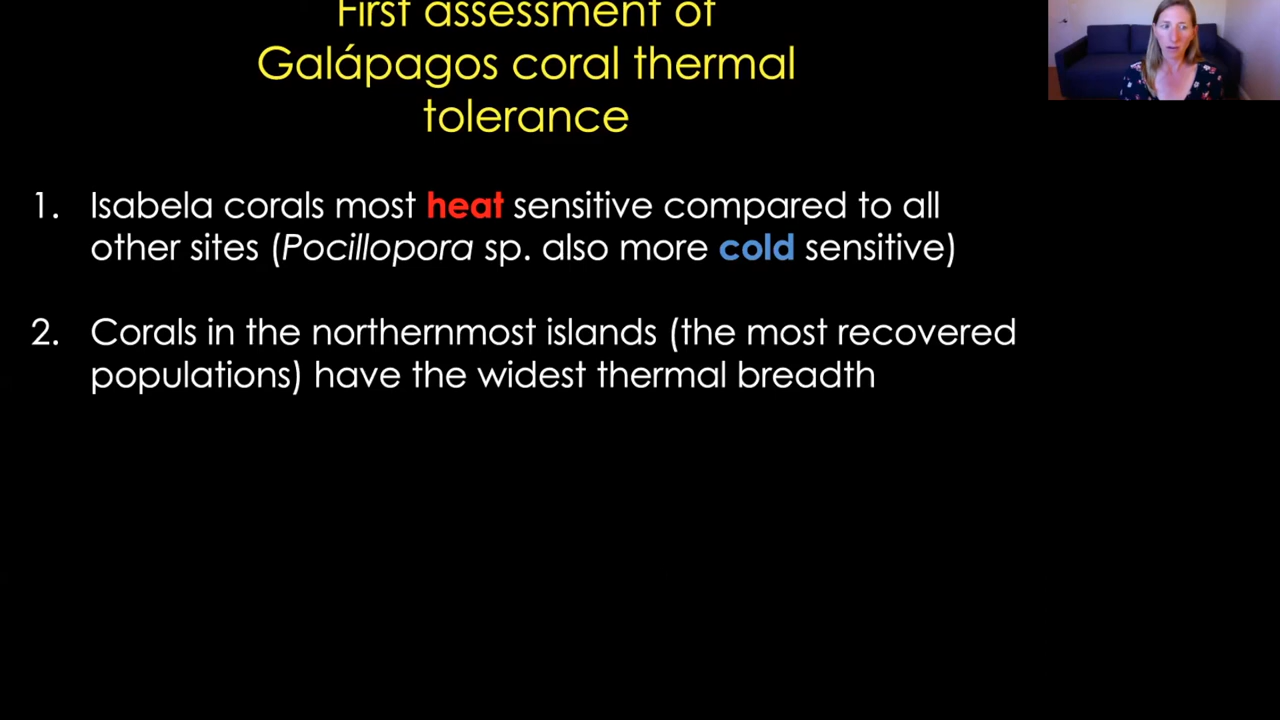 First assessment of
Galápagos coral thermal
tolerance
1. Isabela corals most heat sensitive compared to all
other sites (Pocillopora sp. also more cold sensitive)
2. Corals in the northernmost islands (the most recovered
populations) have the widest thermal breadth